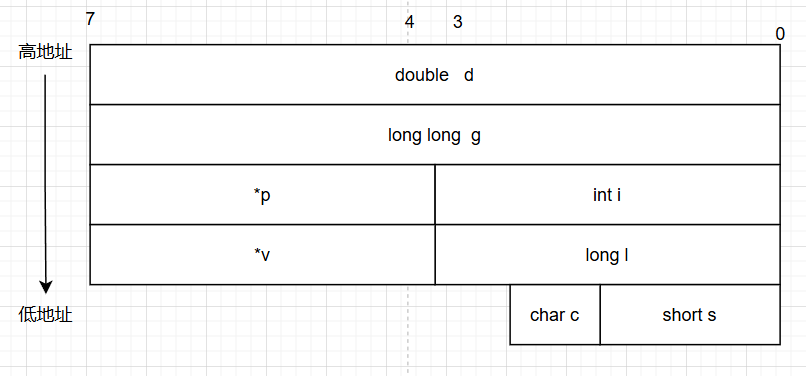 7 4 3 0
高地址
double d
long long g
*p int i
*v long l
低地址 char c short s